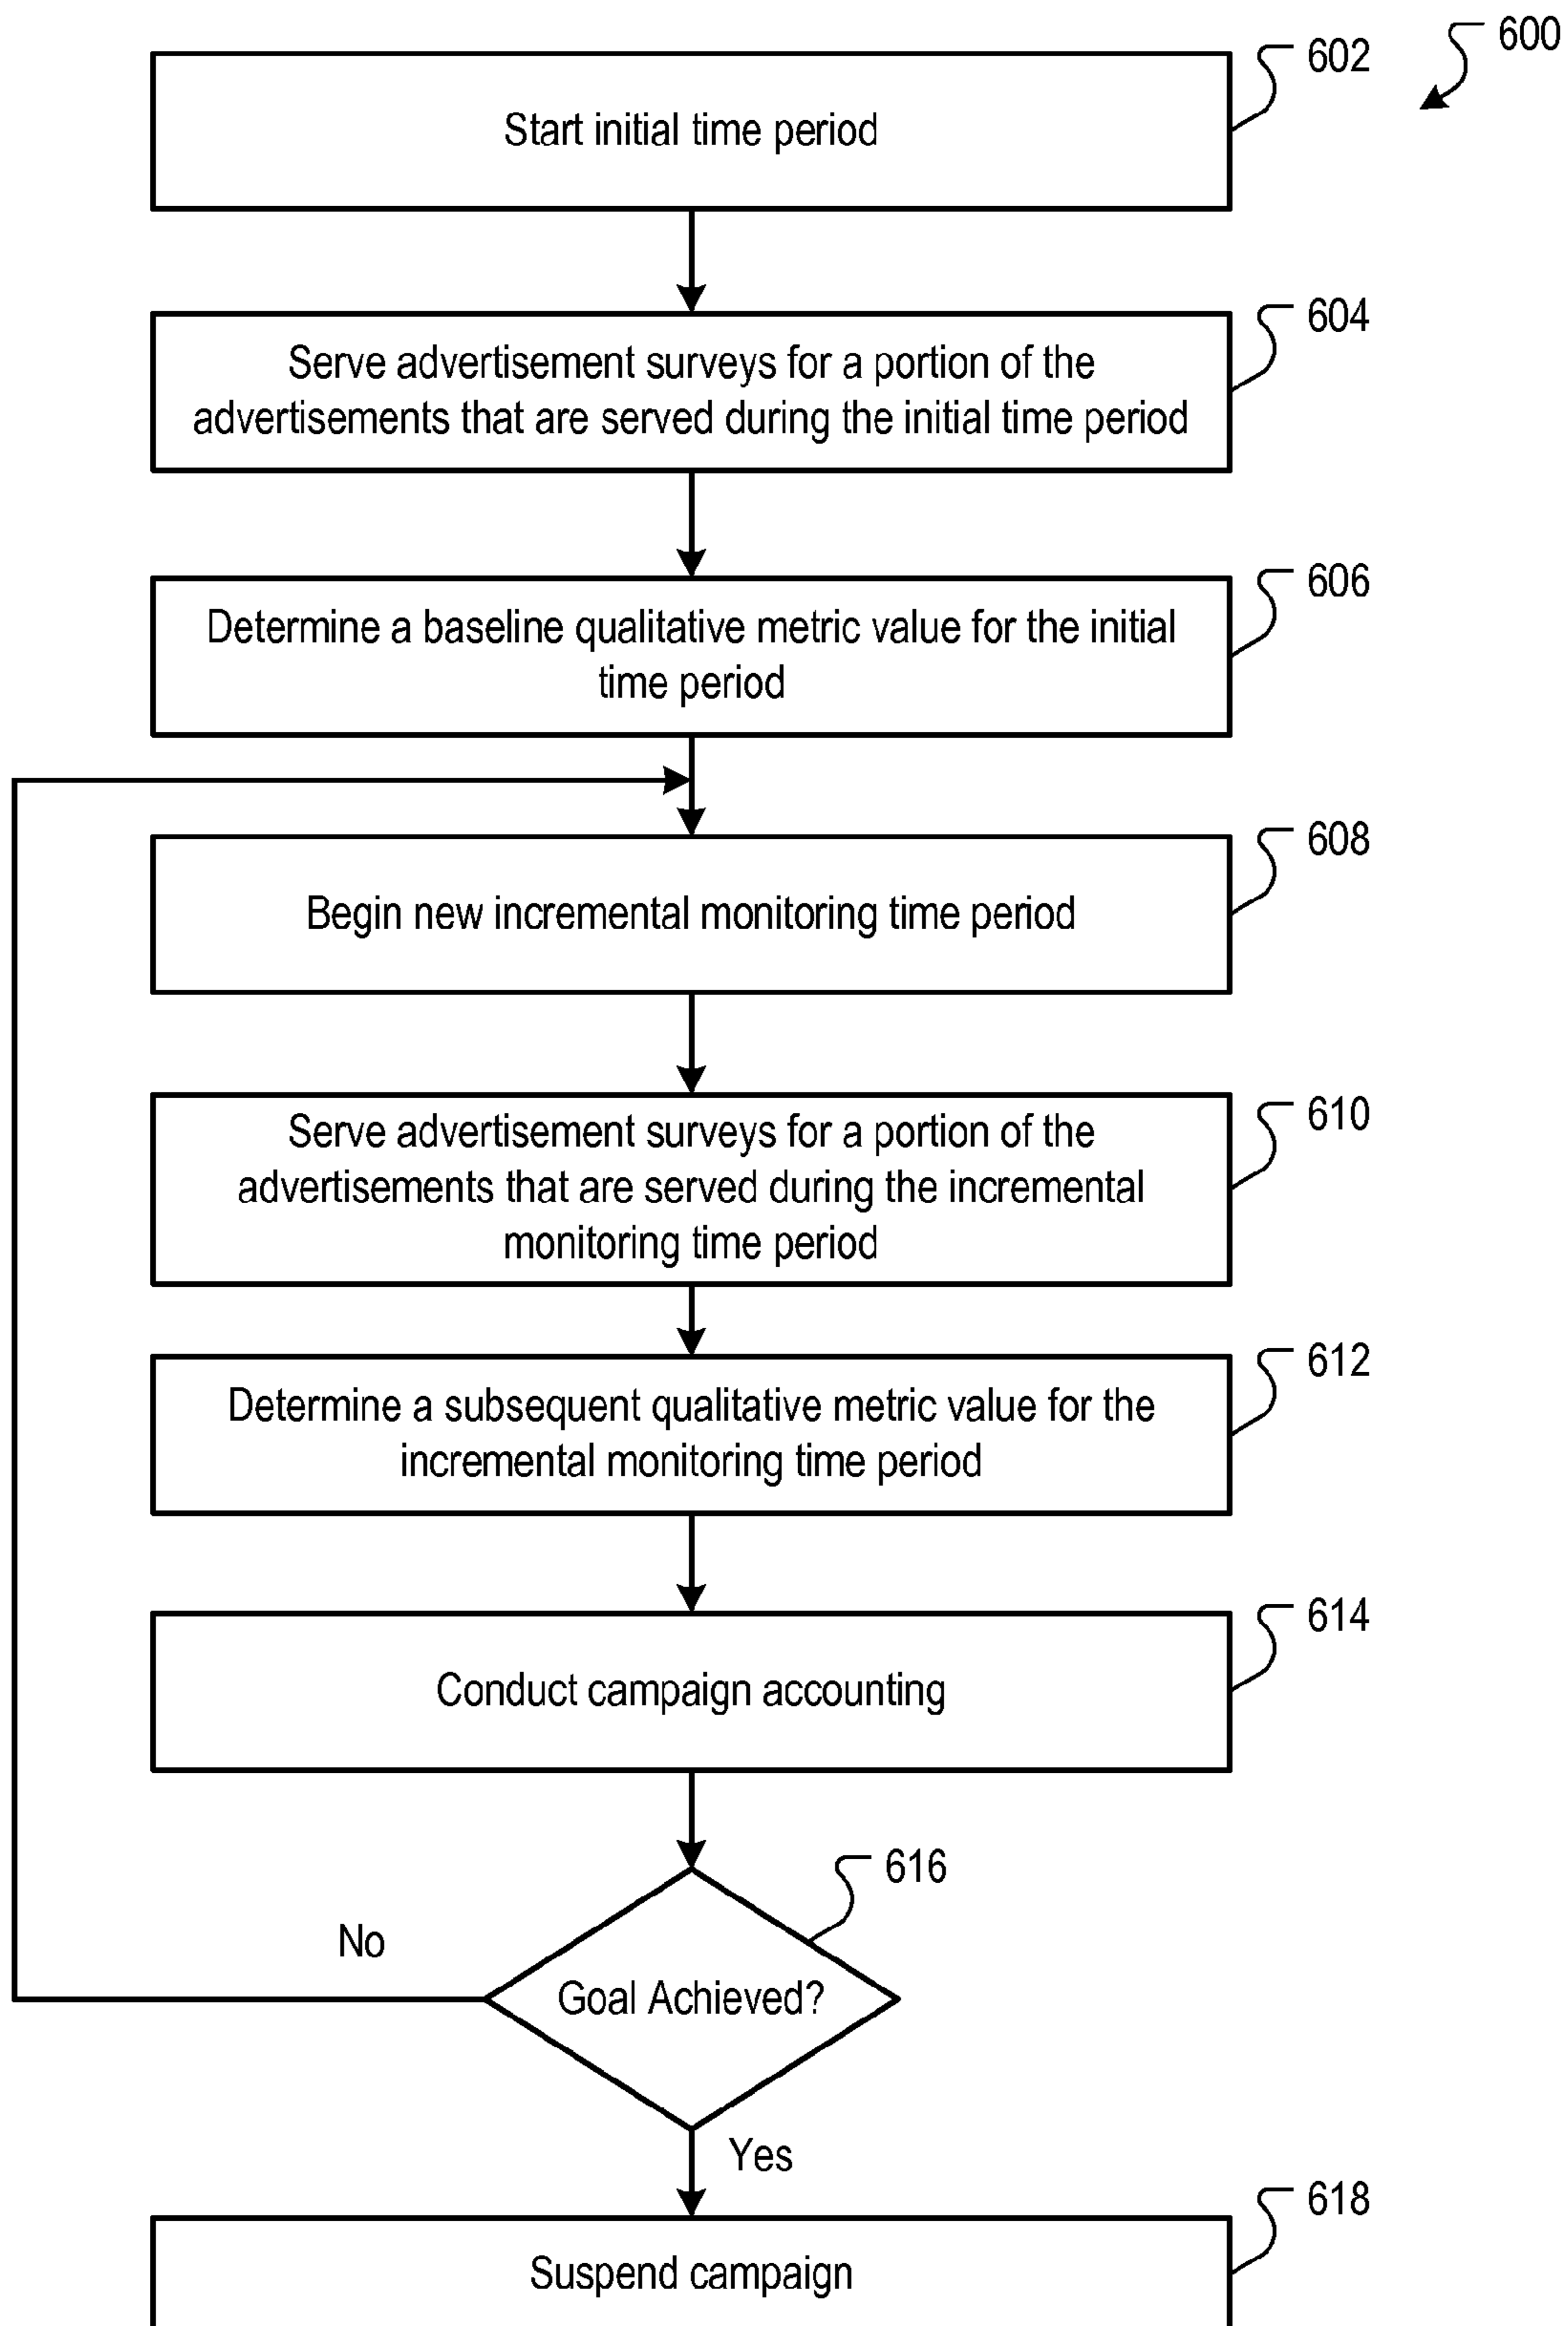 600
602
Start initial time period
604
Serve advertisement surveys for a portion of the
advertisements that are served during the initial time period
606
Determine a baseline qualitative metric value for the initial
time period
608
Begin new incremental monitoring time period
610
Serve advertisement surveys for a portion of the
advertisements that are served during the incremental
monitoring time period
612
Determine a subsequent qualitative metric value for the
incremental monitoring time period
614
Conduct campaign accounting
616
No
Goal Achieved?
Yes
618
Suspend campaign